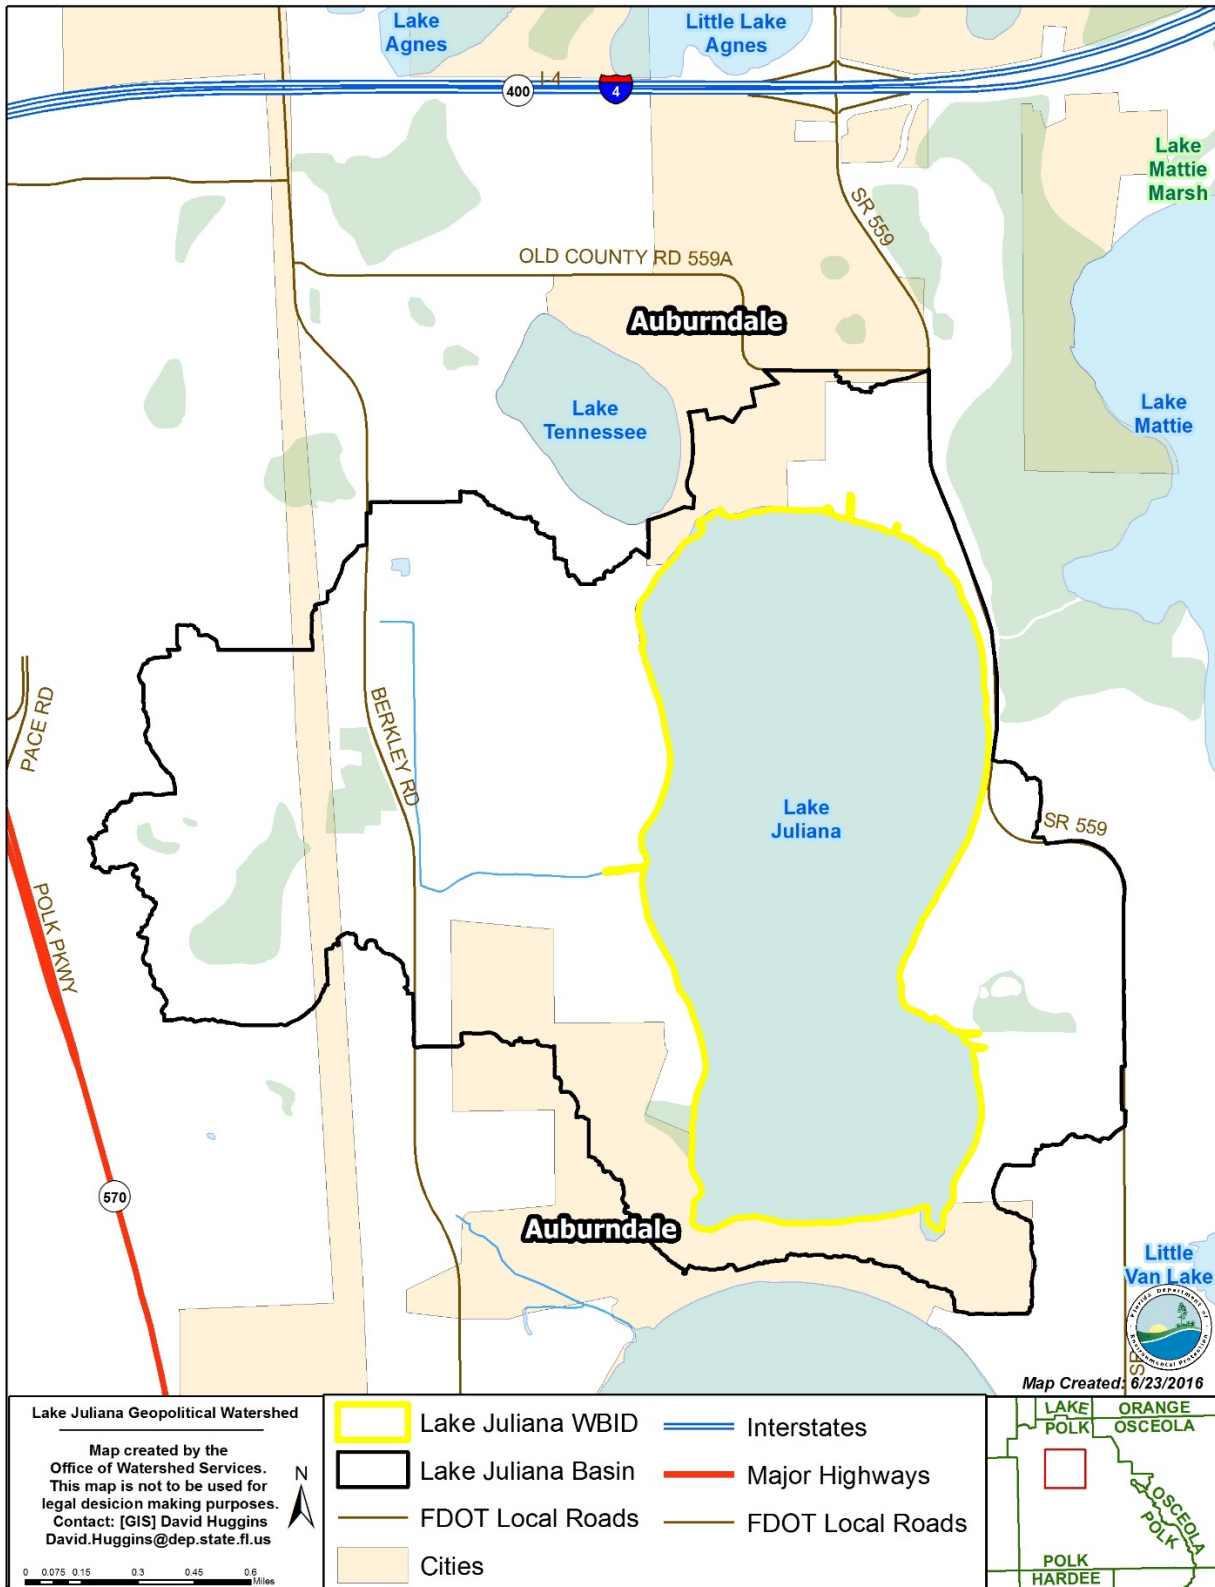 Lake
Agnes
Little Lake
Agnes
I-4
400
4
Lake
Mattie
Marsh
SR 559
OLD COUNTY RD 559A
Auburndale
Lake
Tennessee
Lake
Mattie
PACE RD
BERKLEY RD
Lake
Juliana
SR 559
POLK PKWY
570
Auburndale
Little
Van Lake
Florida Department of
Environmental Protection
Map Created: 6/23/2016
Lake Juliana Geopolitical Watershed
Map created by the
Office of Watershed Services.
This map is not to be used for
legal desicion making purposes.
Contact: [GIS] David Huggins
David.Huggins@dep.state.fl.us
N
0 0.075 0.15 0.3 0.45 0.6
Miles
Lake Juliana WBID
Lake Juliana Basin
FDOT Local Roads
Cities
Interstates
Major Highways
FDOT Local Roads
LAKE ORANGE
POLK OSCEOLA
OSCEOLA
POLK
POLK
HARDEE